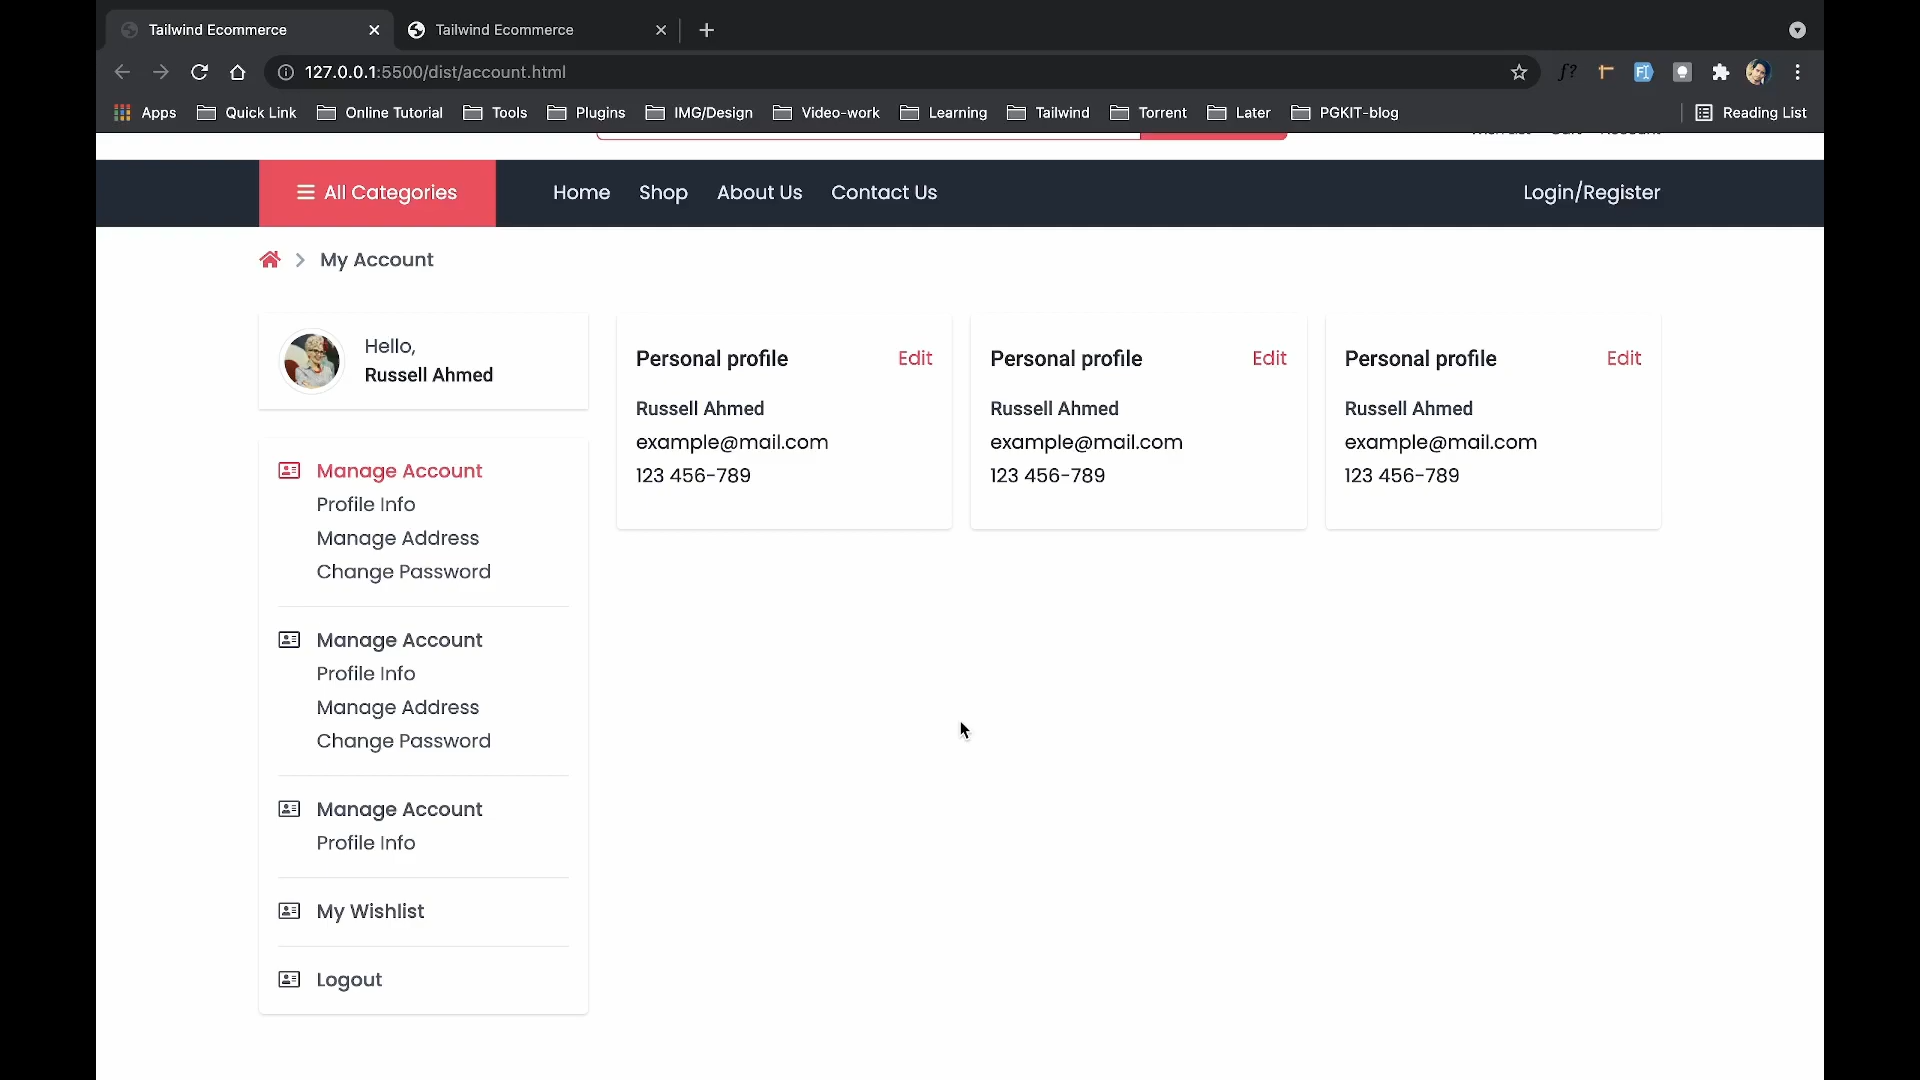 Tailwind Ecommerce
Tailwind Ecommerce
127.0.0.1:5500/dist/account.html
Apps Quick Link Online Tutorial Tools Plugins IMG/Design Video-work Learning Tailwind Torrent Later PGKIT-blog Reading List
All Categories Home Shop About Us Contact Us Login/Register
My Account
Hello,
Russell Ahmed
Manage Account
Profile Info
Manage Address
Change Password
Manage Account
Profile Info
Manage Address
Change Password
Manage Account
Profile Info
My Wishlist
Logout
Personal profile Edit
Russell Ahmed
example@mail.com
123 456-789
Personal profile Edit
Russell Ahmed
example@mail.com
123 456-789
Personal profile Edit
Russell Ahmed
example@mail.com
123 456-789